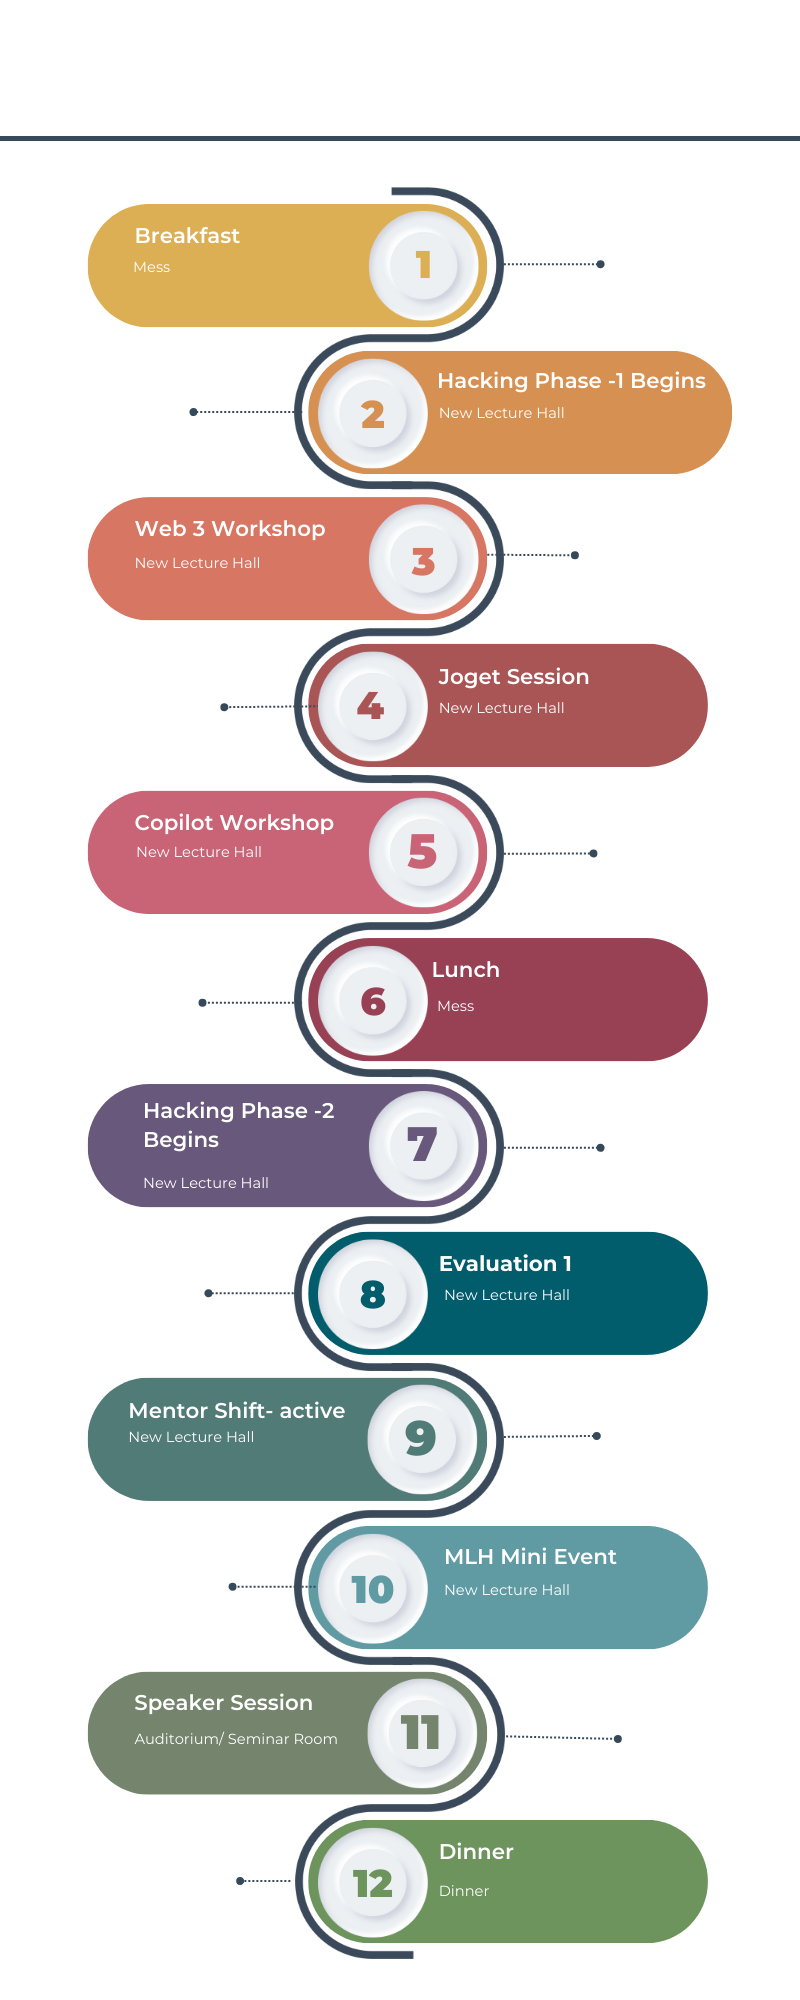 Breakfast
Mess
1
Hacking Phase -1 Begins
New Lecture Hall
2
Web 3 Workshop
New Lecture Hall
3
Joget Session
New Lecture Hall
4
Copilot Workshop
New Lecture Hall
5
Lunch
Mess
6
Hacking Phase -2
Begins
New Lecture Hall
7
Evaluation 1
New Lecture Hall
8
Mentor Shift- active
New Lecture Hall
9
MLH Mini Event
New Lecture Hall
10
Speaker Session
Auditorium/ Seminar Room
11
Dinner
Dinner
12